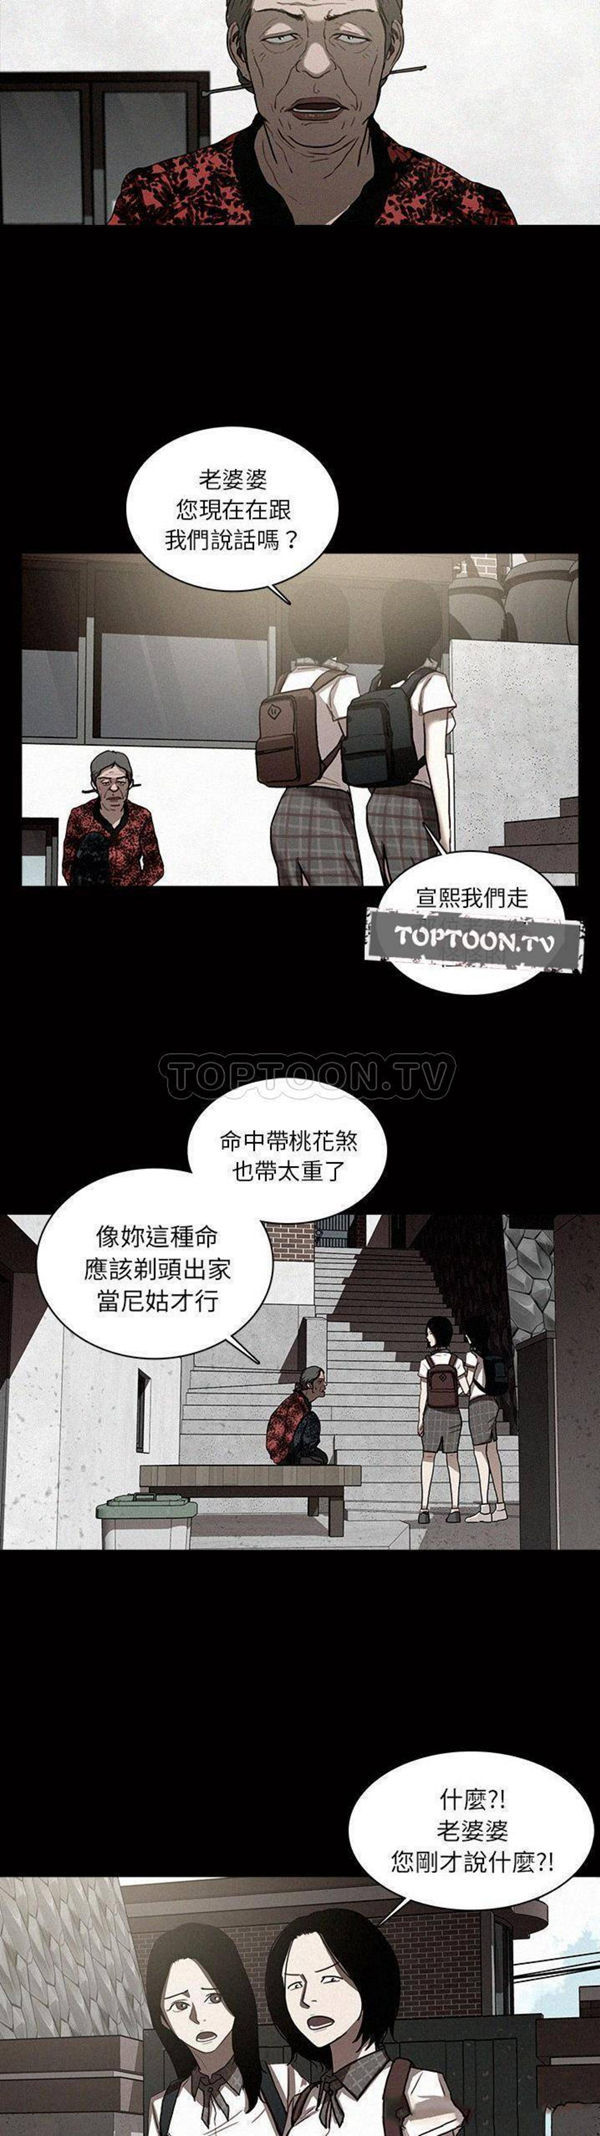 老婆婆
您現在在跟
我們說話嗎？
宣熙我們走
TOPTOON.TV
TOPTOON.TV
命中帶桃花煞
也帶太重了
像妳這種命
應該剃頭出家
當尼姑才行
什麼?!
老婆婆
您剛才說什麼?!